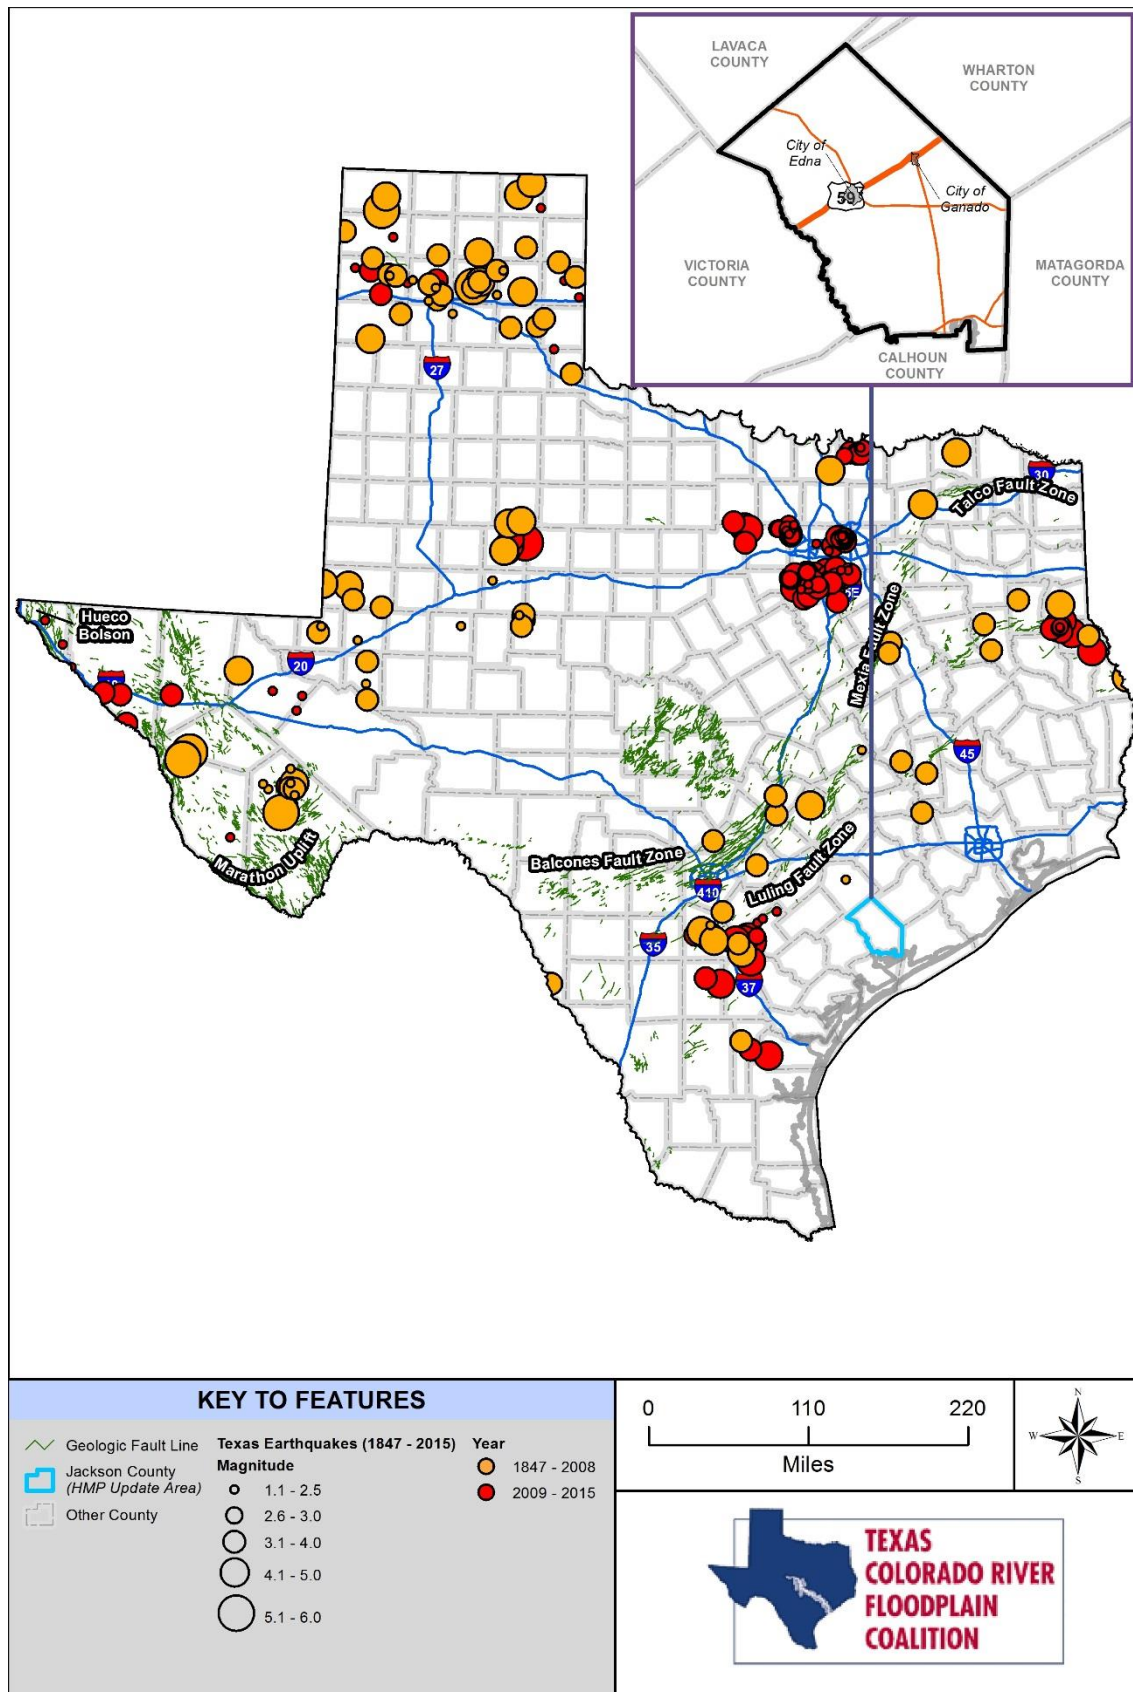 LAVACA
COUNTY
WHARTON
COUNTY
City of
Edna
59
City of
Ganado
VICTORIA
COUNTY
MATAGORDA
COUNTY
CALHOUN
COUNTY
27
30
Talco Fault Zone
Hueco
Bolson
20
Mexia Fault Zone
45
Marathon Uplift
Balcones Fault Zone
410
Luling Fault Zone
35
37
KEY TO FEATURES
Geologic Fault Line
Jackson County
(HMP Update Area)
Other County
Texas Earthquakes (1847 - 2015)
Magnitude
1.1 - 2.5
2.6 - 3.0
3.1 - 4.0
4.1 - 5.0
5.1 - 6.0
Year
1847 - 2008
2009 - 2015
0 110 220
Miles
N
W E
S
TEXAS
COLORADO RIVER
FLOODPLAIN
COALITION